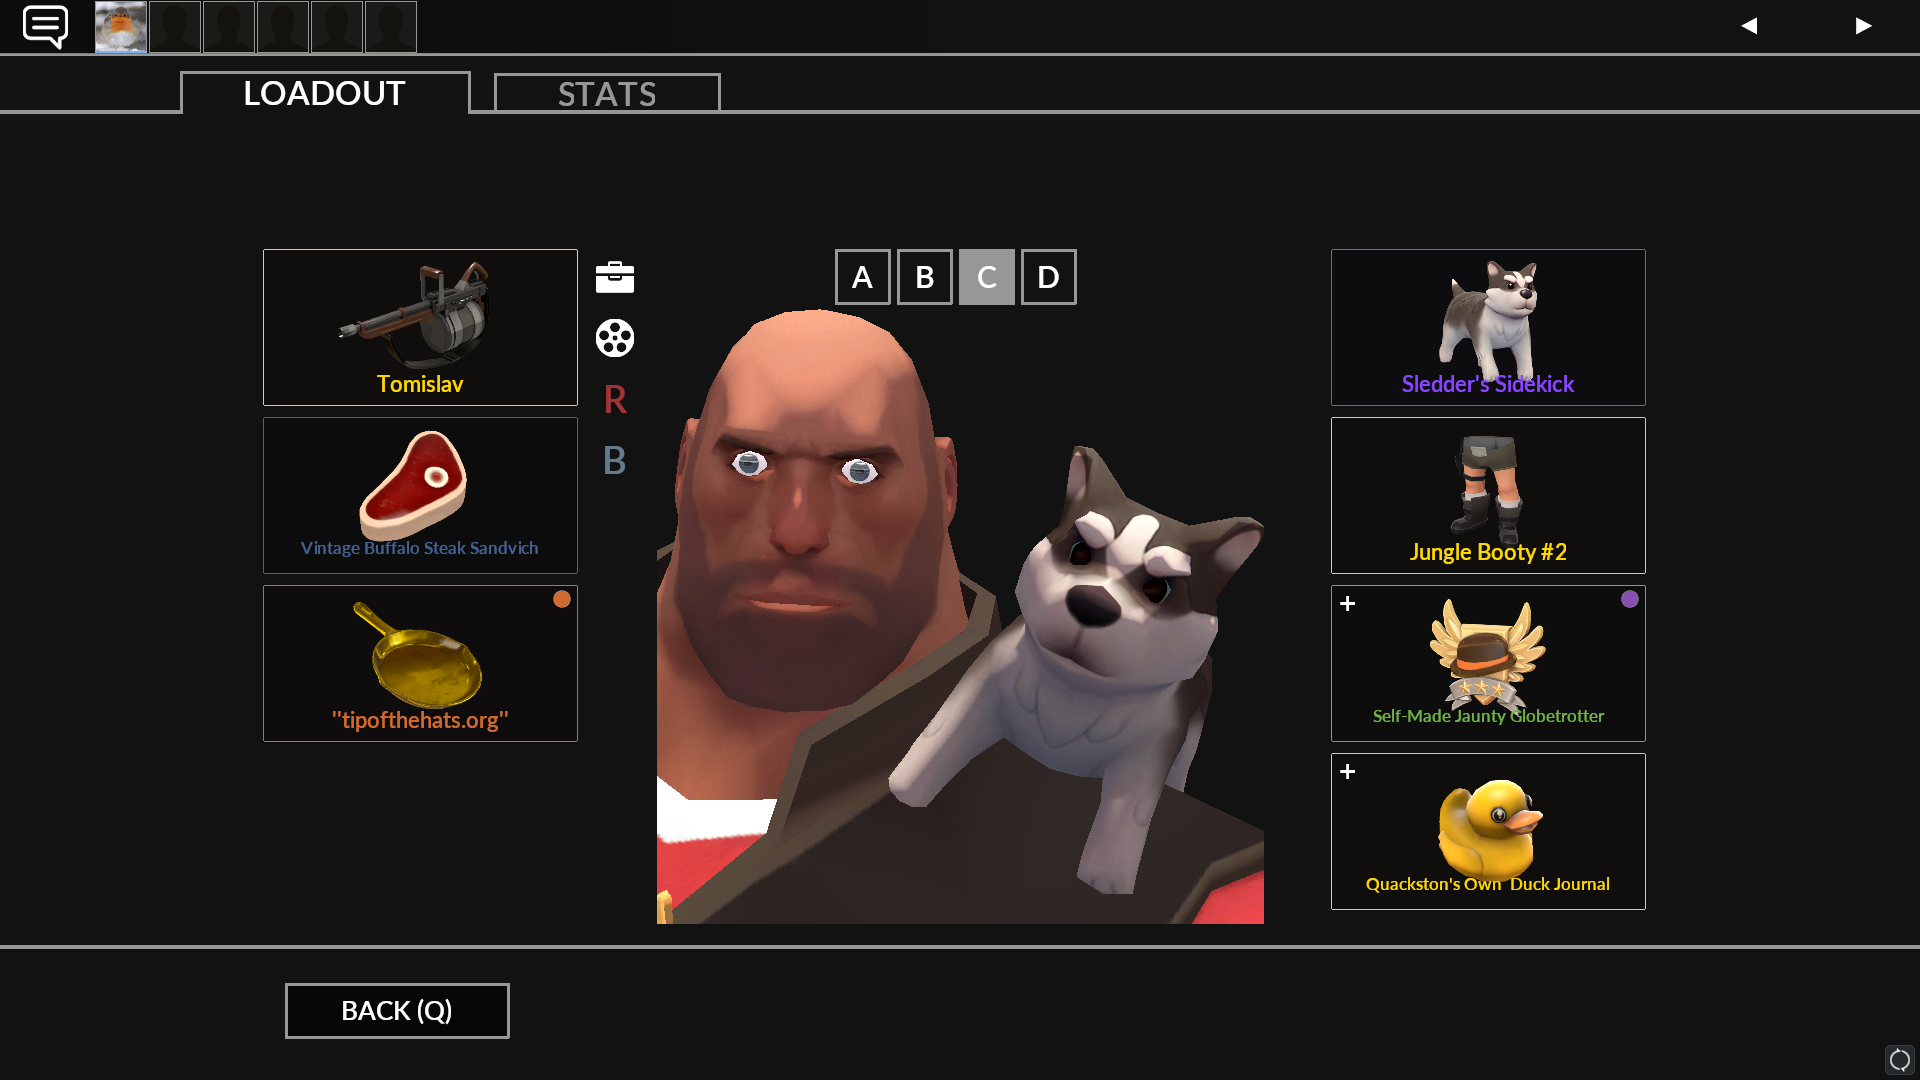 LOADOUT
STATS
A
B
C
D
Tomislav
R
B
Sledder's Sidekick
Vintage Buffalo Steak Sandvich
Jungle Booty #2
"tipofthehats.org"
+
Self-Made Jaunty Globetrotter
+
Quackston's Own  Duck Journal
BACK (Q)